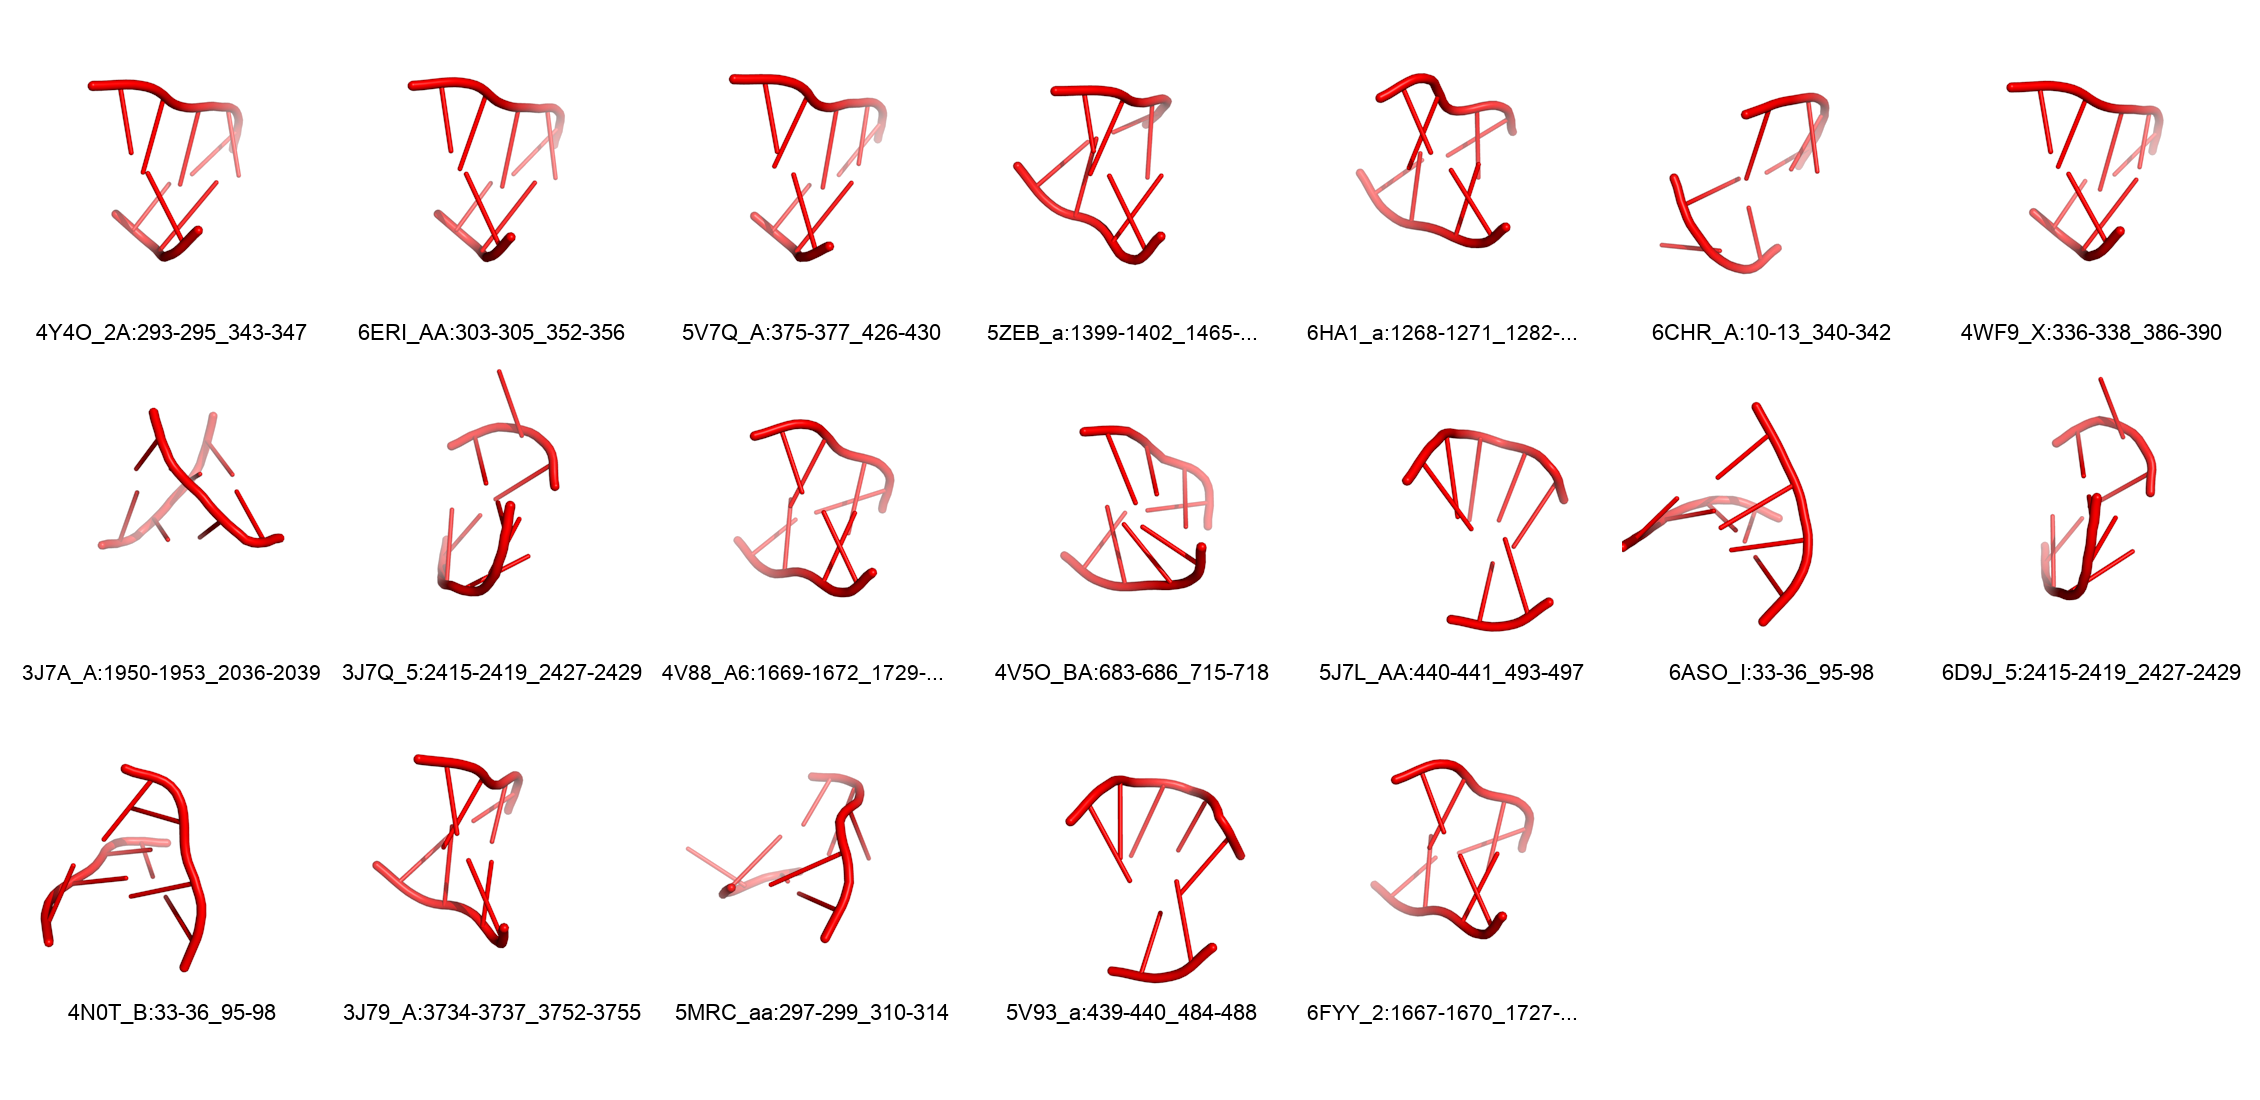 4Y4O_2A:293-295_343-347
6ERI_AA:303-305_352-356
5V7Q_A:375-377_426-430
5ZEB_a:1399-1402_1465-...
6HA1_a:1268-1271_1282-...
6CHR_A:10-13_340-342
4WF9_X:336-338_386-390
3J7A_A:1950-1953_2036-2039
3J7Q_5:2415-2419_2427-2429
4V88_A6:1669-1672_1729-...
4V5O_BA:683-686_715-718
5J7L_AA:440-441_493-497
6ASO_I:33-36_95-98
6D9J_5:2415-2419_2427-2429
4N0T_B:33-36_95-98
3J79_A:3734-3737_3752-3755
5MRC_aa:297-299_310-314
5V93_a:439-440_484-488
6FYY_2:1667-1670_1727-...